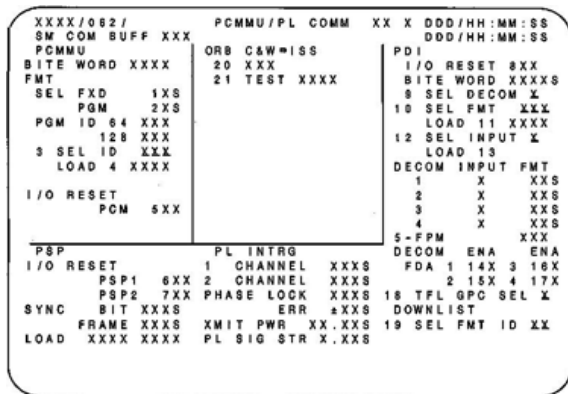 XXXX/062/ PCMMU/PL COMM XX X DDD/HH:MM:SS
SM COM BUFF XXX DDD/HH:MM:SS
PCMMU ORB C&W=ISS PDI
BITE WORD XXXX 20 XXX I/O RESET 8XX
FMT 21 TEST XXXX BITE WORD XXXXS
SEL FXD 1XS 9 SEL DECOM X
PGM 2XS 10 SEL FMT XXX
PGM ID 64 XXX LOAD 11 XXXX
128 XXX 12 SEL INPUT X
3 SEL ID XXX LOAD 13
LOAD 4 XXXX DECOM INPUT FMT
1 X XXS
I/O RESET 2 X XXS
PCM 5XX 3 X XXS
4 X XXS
5-FPM XXX
PSP PL INTRG DECOM ENA ENA
I/O RESET 1 CHANNEL XXXS FDA 1 14X 3 16X
PSP1 6XX 2 CHANNEL XXXS 2 15X 4 17X
PSP2 7XX PHASE LOCK XXXS 18 TFL GPC SEL X
SYNC BIT XXXS ERR ±XXS DOWNLIST
FRAME XXXS XMIT PWR XX.XXS 19 SEL FMT ID XX
LOAD XXXX XXXX PL SIG STR X.XXS